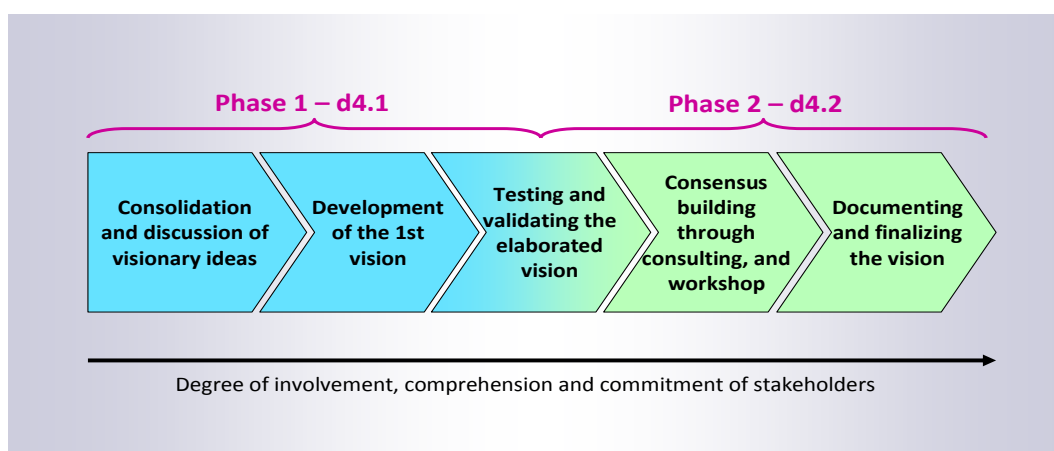 Phase 1 – d4.1
Phase 2 – d4.2
Consolidation
and discussion of
visionary ideas
Development
of the 1st
vision
Testing and
validating the
elaborated
vision
Consensus
building
through
consulting, and
workshop
Documenting
and finalizing
the vision
Degree of involvement, comprehension and commitment of stakeholders